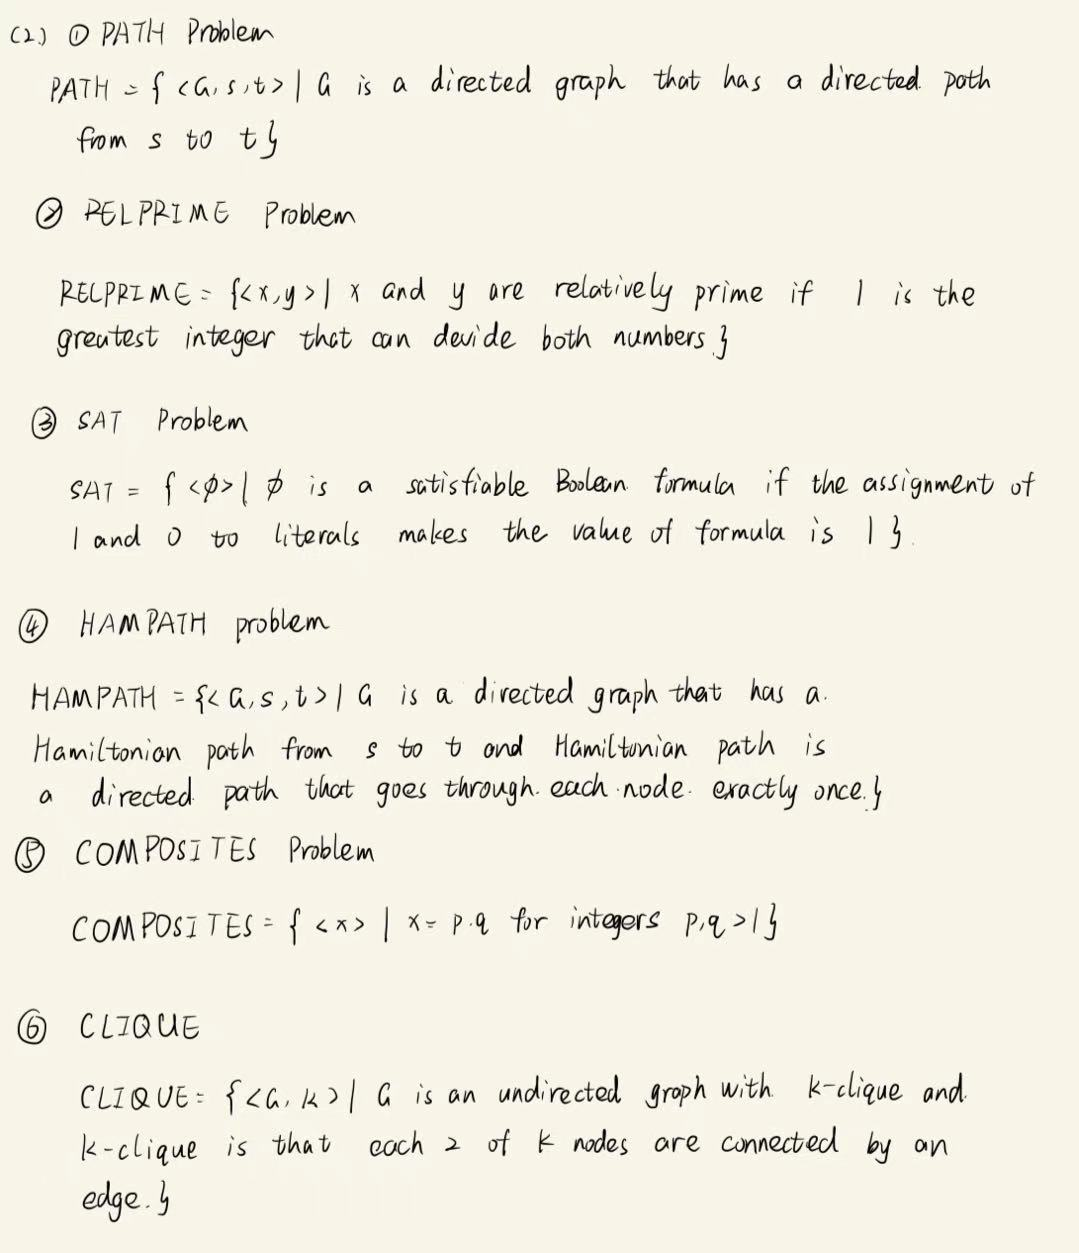 (2.) ① PATH Problem
PATH = { <G, s, t> | G is a directed graph that has a directed path
from s to t }
② RELPRIME Problem
RELPRIME = {<x, y> | x and y are relatively prime if 1 is the
greatest integer that can devide both numbers }
③ SAT Problem
SAT = { <ϕ> | ϕ is a satisfiable Boolean formula if the assignment of
1 and 0 to literals makes the value of formula is 1 }.
④ HAMPATH problem
HAMPATH = {< G, s, t > | G is a directed graph that has a
Hamiltonian path from s to t and Hamiltonian path is
a directed path that goes through each node exactly once. }
⑤ COMPOSITES Problem
COMPOSITES = { <x> | x = p.q for integers p, q > 1 }
⑥ CLIQUE
CLIQUE = { <G, k> | G is an undirected graph with k-clique and
k-clique is that each 2 of k nodes are connected by an
edge. }